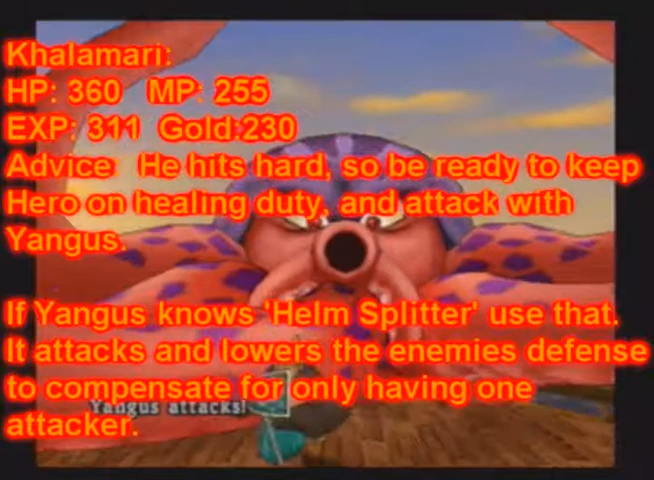 Khalamari:
HP: 360 MP: 255
EXP: 311 Gold:230
Advice He hits hard, so be ready to keep
Hero on healing duty, and attack with
Yangus.
If Yangus knows 'Helm Splitter' use that.
It attacks and lowers the enemies defense
to compensate for only having one
Yangus attacks!
attacker.